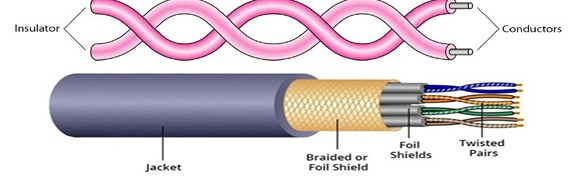 Insulator
Conductors
Jacket
Braided or
Foil Shield
Foil
Shields
Twisted
Pairs